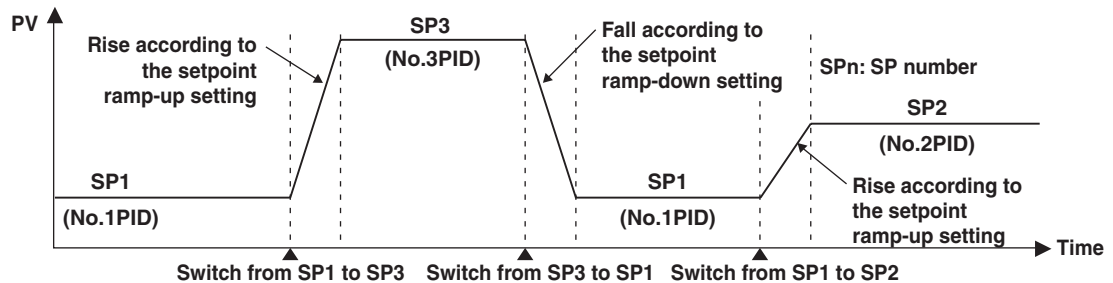 PV
SP3
(No.3PID)
Rise according to
the setpoint
ramp-up setting
Fall according to
the setpoint
ramp-down setting
SPn: SP number
SP2
(No.2PID)
SP1
(No.1PID)
SP1
(No.1PID)
Rise according to
the setpoint
ramp-up setting
Time
Switch from SP1 to SP3
Switch from SP3 to SP1
Switch from SP1 to SP2